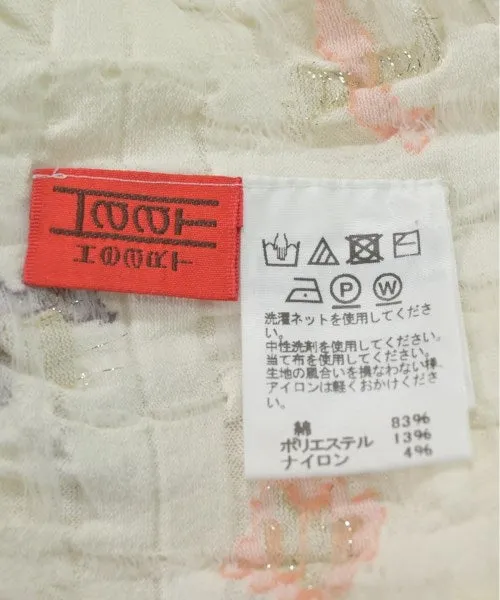 HaaT
HeaRT
P
W
洗濯ネットを使用してくださ
い。
中性洗剤を使用してください。
当て布を使用してください。
生地の風合いを損なわない様、
アイロンは軽くおかけくださ
い。
綿 83%
ポリエステル 13%
ナイロン 4%